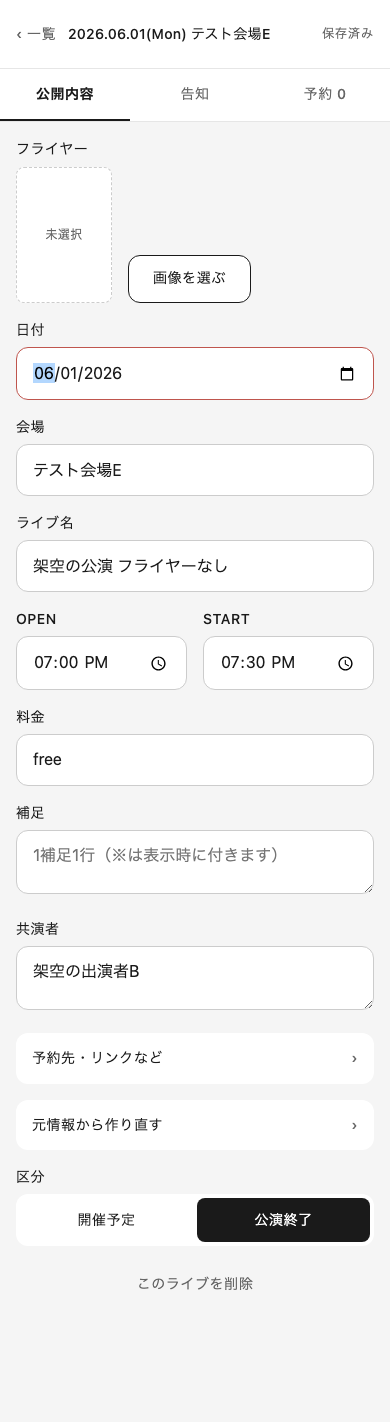 ‹ 一覧 2026.06.01(Mon) テスト会場E 保存済み
公開内容 告知 予約 0
フライヤー
未選択
画像を選ぶ
日付
06/01/2026
会場
テスト会場E
ライブ名
架空の公演 フライヤーなし
OPEN START
07:00 PM 07:30 PM
料金
free
補足
1補足1行（※は表示時に付きます）
共演者
架空の出演者B
予約先・リンクなど ›
元情報から作り直す ›
区分
開催予定 公演終了
このライブを削除